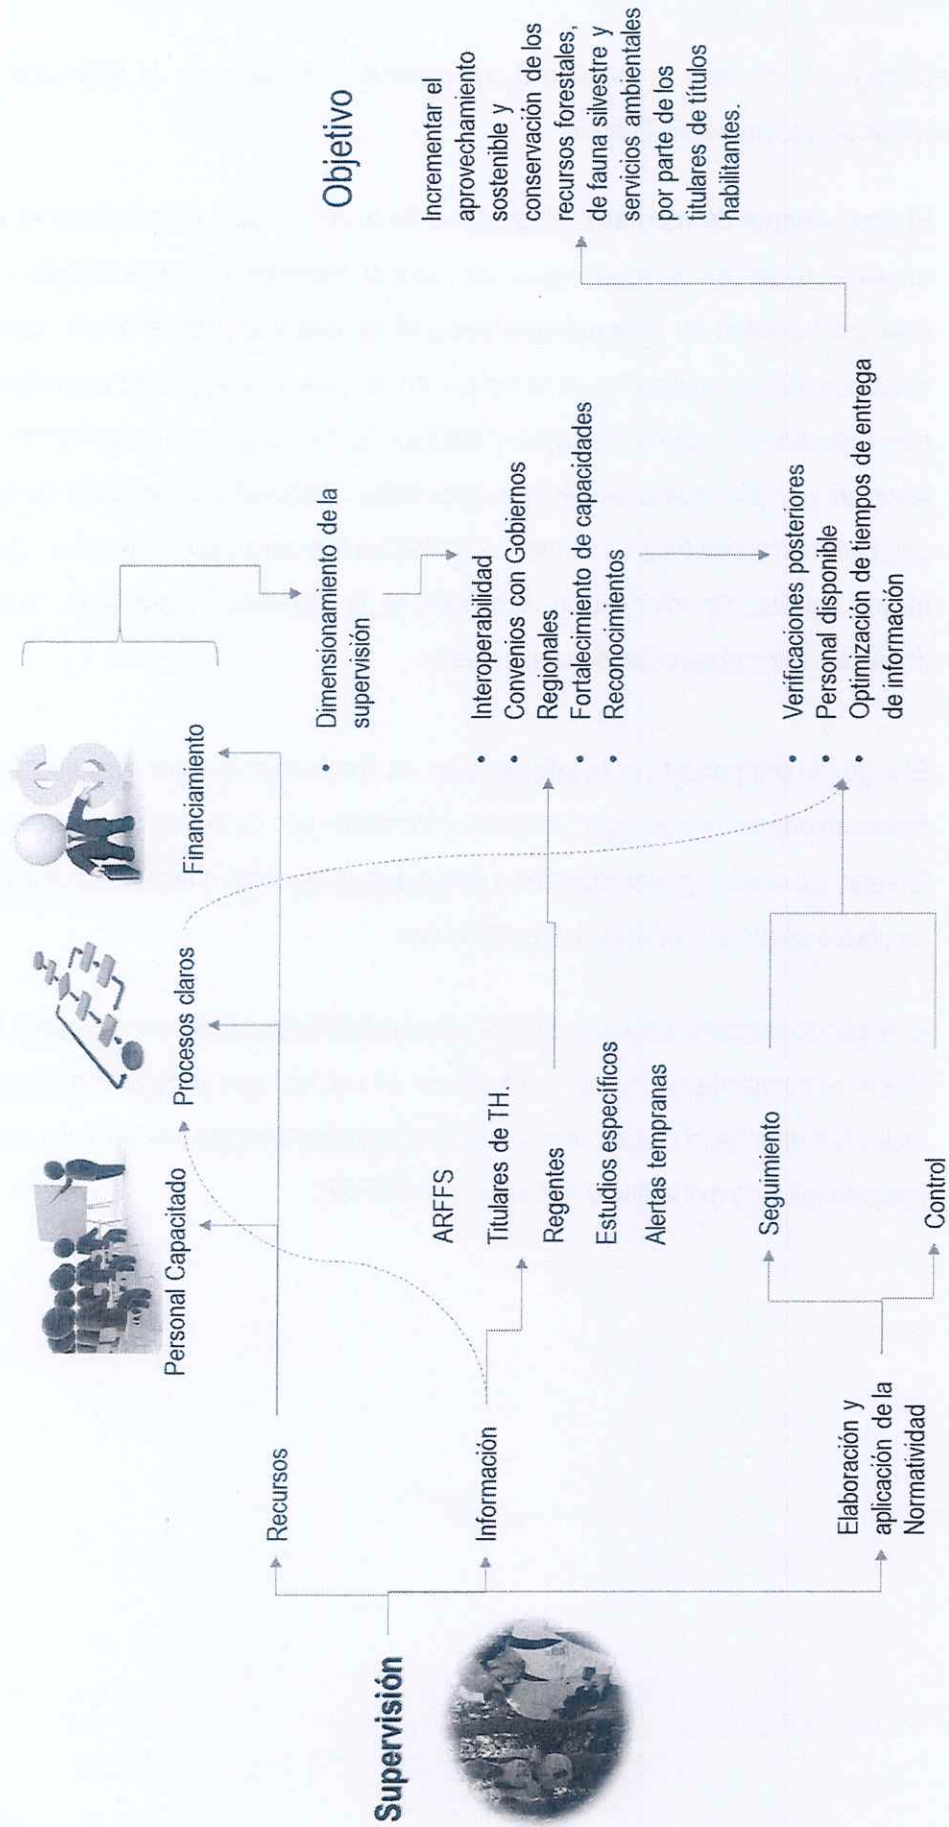 Supervisión
Recursos
Información
Elaboración y
aplicación de la
Normatividad
Personal Capacitado
Procesos claros
Financiamiento
ARFFS
Titulares de TH.
Regentes
Estudios específicos
Alertas tempranas
Seguimiento
Control
• Dimensionamiento de la
supervisión
• Interoperabilidad
• Convenios con Gobiernos
Regionales
• Fortalecimiento de capacidades
• Reconocimientos
• Verificaciones posteriores
Personal disponible
• Optimización de tiempos de entrega
de información
Objetivo
Incrementar el
aprovechamiento
sostenible y
conservación de los
recursos forestales,
de fauna silvestre y
servicios ambientales
por parte de los
titulares de títulos
habilitantes.